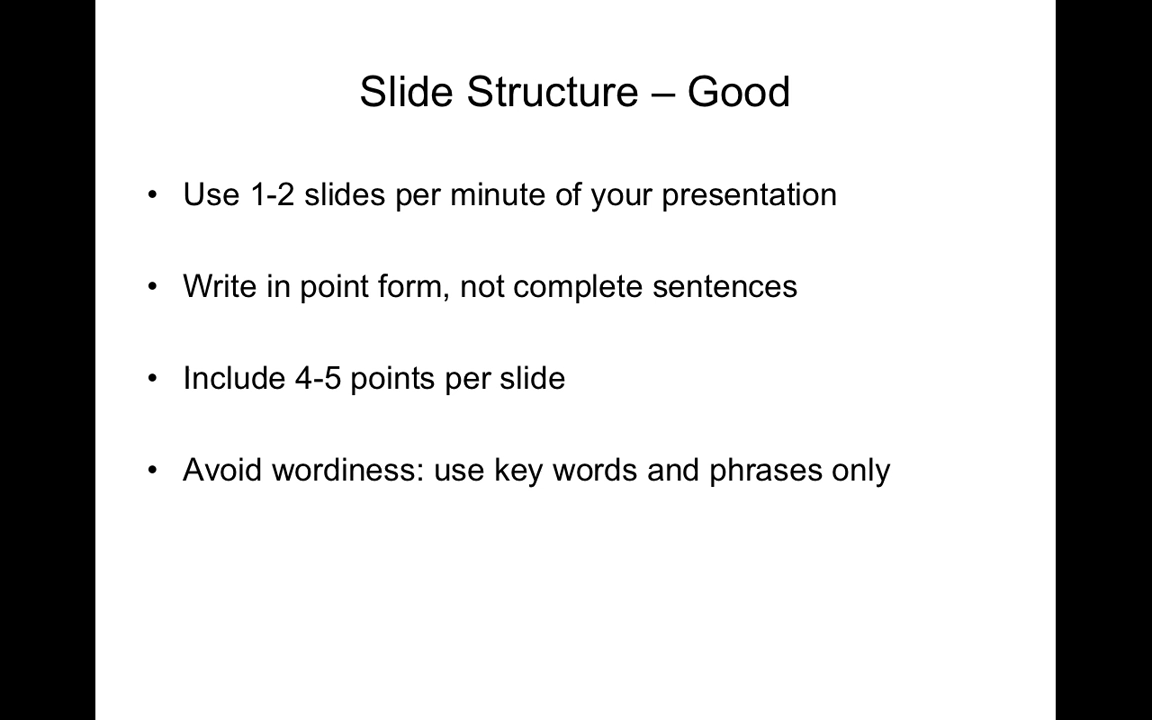 Slide Structure – Good
• Use 1-2 slides per minute of your presentation
• Write in point form, not complete sentences
• Include 4-5 points per slide
• Avoid wordiness: use key words and phrases only